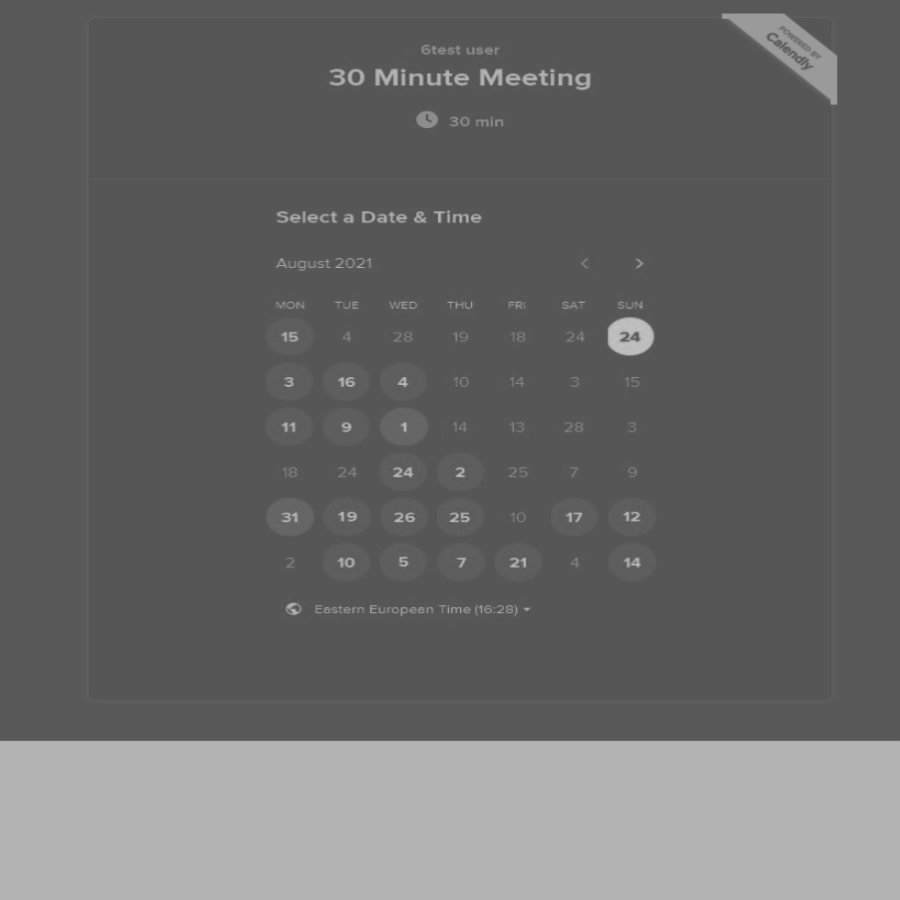 POWERED BY
Calendly
6test user
30 Minute Meeting
30 min
Select a Date & Time
August 2021
MON TUE WED THU FRI SAT SUN
15 4 28 19 18 24 24
3 16 4 10 14 3 15
11 9 1 14 13 28 3
18 24 24 2 25 7 9
31 19 26 25 10 17 12
2 10 5 7 21 4 14
Eastern European Time (16:28)